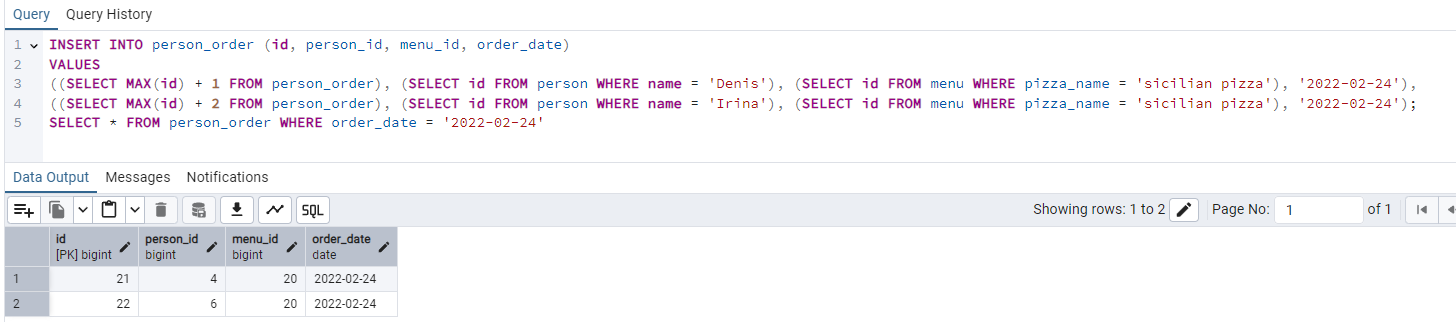 Query Query History
1 INSERT INTO person_order (id, person_id, menu_id, order_date)
2 VALUES
3 ((SELECT MAX(id) + 1 FROM person_order), (SELECT id FROM person WHERE name = 'Denis'), (SELECT id FROM menu WHERE pizza_name = 'sicilian pizza'), '2022-02-24'),
4 ((SELECT MAX(id) + 2 FROM person_order), (SELECT id FROM person WHERE name = 'Irina'), (SELECT id FROM menu WHERE pizza_name = 'sicilian pizza'), '2022-02-24');
5 SELECT * FROM person_order WHERE order_date = '2022-02-24'
Data Output Messages Notifications
SQL Showing rows: 1 to 2 Page No: 1 of 1
id person_id menu_id order_date
[PK] bigint bigint bigint date
1 21 4 20 2022-02-24
2 22 6 20 2022-02-24